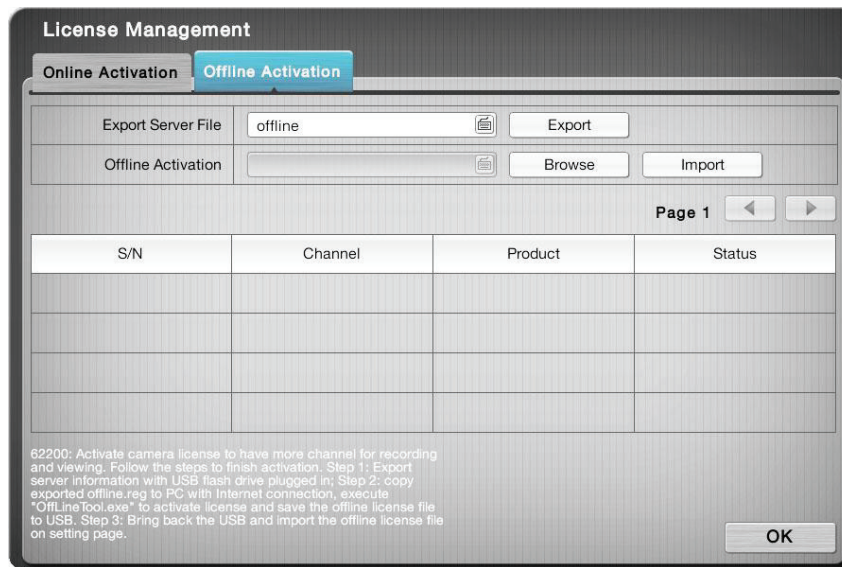 License Management
Online Activation
Offline Activation
Export Server File
offline
Export
Offline Activation
Browse
Import
Page 1
S/N
Channel
Product
Status
62200: Activate camera license to have more channel for recording
and viewing. Follow the steps to finish activation. Step 1: Export
server information with USB flash drive plugged in; Step 2: copy
exported offline.reg to PC with Internet connection, execute
"OffLineTool.exe" to activate license and save the offline license file
to USB. Step 3: Bring back the USB and import the offline license file
on setting page.
OK